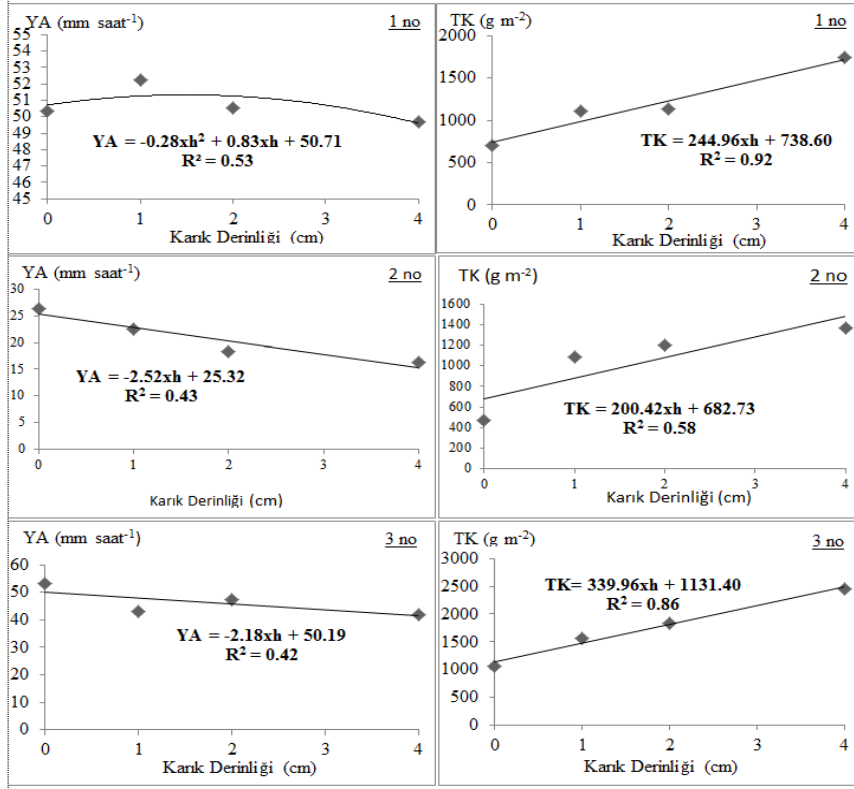 YA (mm saat⁻¹)
1 no
55
54
53
52
51
50
49
48
47
46
45
YA = -0.28xh² + 0.83xh + 50.71
R² = 0.53
0 1 2 3 4
Karık Derinliği (cm)
TK (g m⁻²)
1 no
2000
1500
1000
500
0
TK = 244.96xh + 738.60
R² = 0.92
0 1 2 3 4
Karık Derinliği (cm)
YA (mm saat⁻¹)
2 no
30
25
20
15
10
5
0
YA = -2.52xh + 25.32
R² = 0.43
0 1 2 3 4
Karık Derinliği (cm)
TK (g m⁻²)
2 no
1600
1400
1200
1000
800
600
400
200
0
TK = 200.42xh + 682.73
R² = 0.58
0 1 2 3 4
Karık Derinliği (cm)
YA (mm saat⁻¹)
3 no
60
50
40
30
20
10
0
YA = -2.18xh + 50.19
R² = 0.42
0 1 2 3 4
Karık Derinliği (cm)
TK (g m⁻²)
3 no
3000
2500
2000
1500
1000
500
0
TK= 339.96xh + 1131.40
R² = 0.86
0 1 2 3 4
Karık Derinliği (cm)